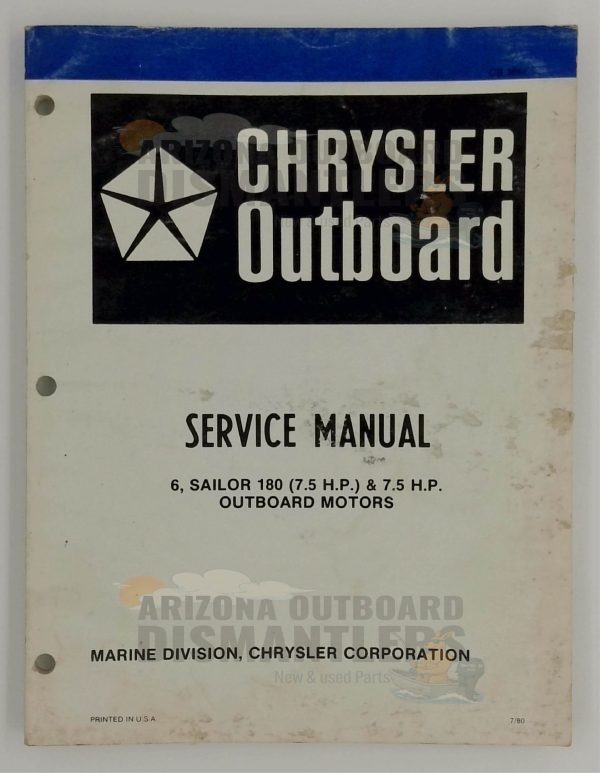 CHRYSLER
Outboard
SERVICE MANUAL
6, SAILOR 180 (7.5 H.P.) & 7.5 H.P.
OUTBOARD MOTORS
ARIZONA OUTBOARD
DISMANTLERS
MARINE DIVISION, CHRYSLER CORPORATION
New & used Parts
PRINTED IN U.S.A.
7/80